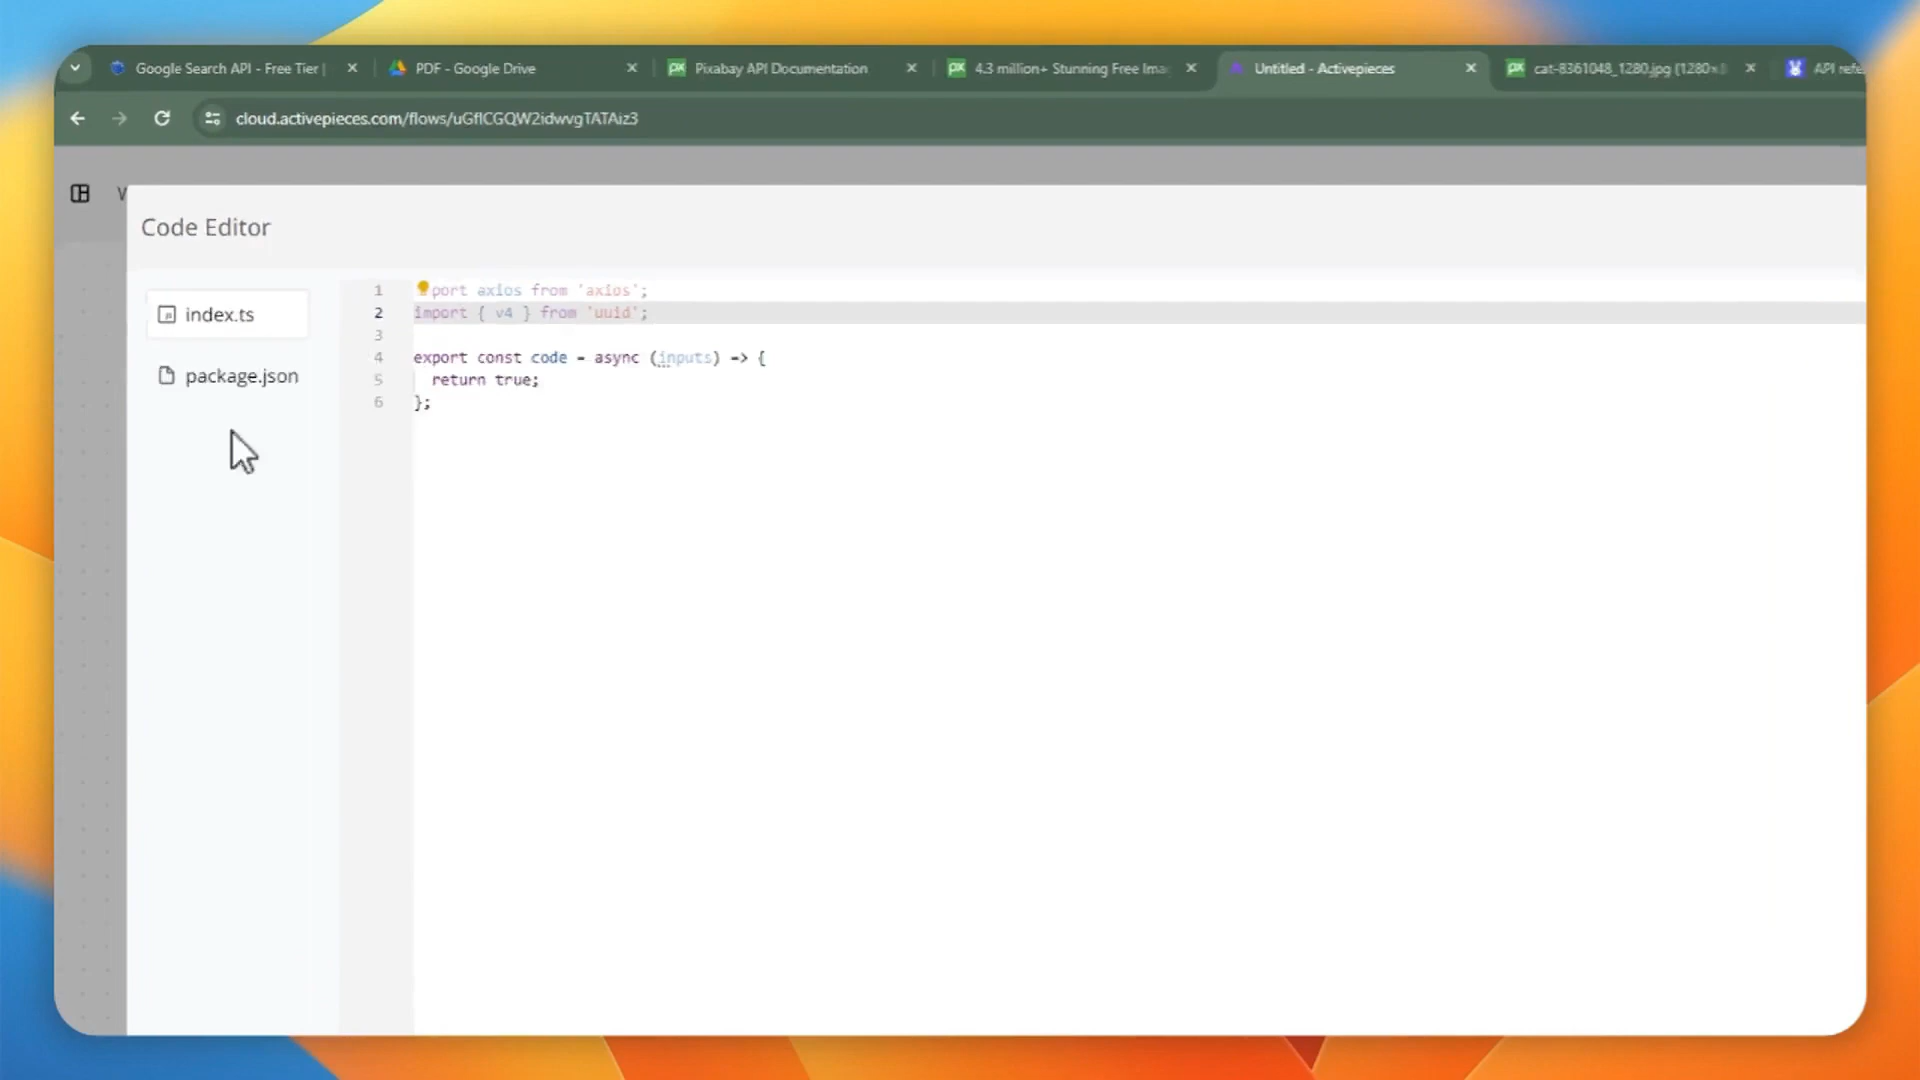 Google Search API - Free Tier |
PDF - Google Drive
Pixabay API Documentation
4.3 million+ Stunning Free Ima
Untitled - Activepieces
cat-8361048_1280.jpg (1280×
API refe
cloud.activepieces.com/flows/uGflCGQW2idwvgTATAiz3
Code Editor
index.ts
package.json
1 port axios from 'axios';
2 import { v4 } from 'uuid';
3
4 export const code = async (inputs) => {
5 return true;
6 };